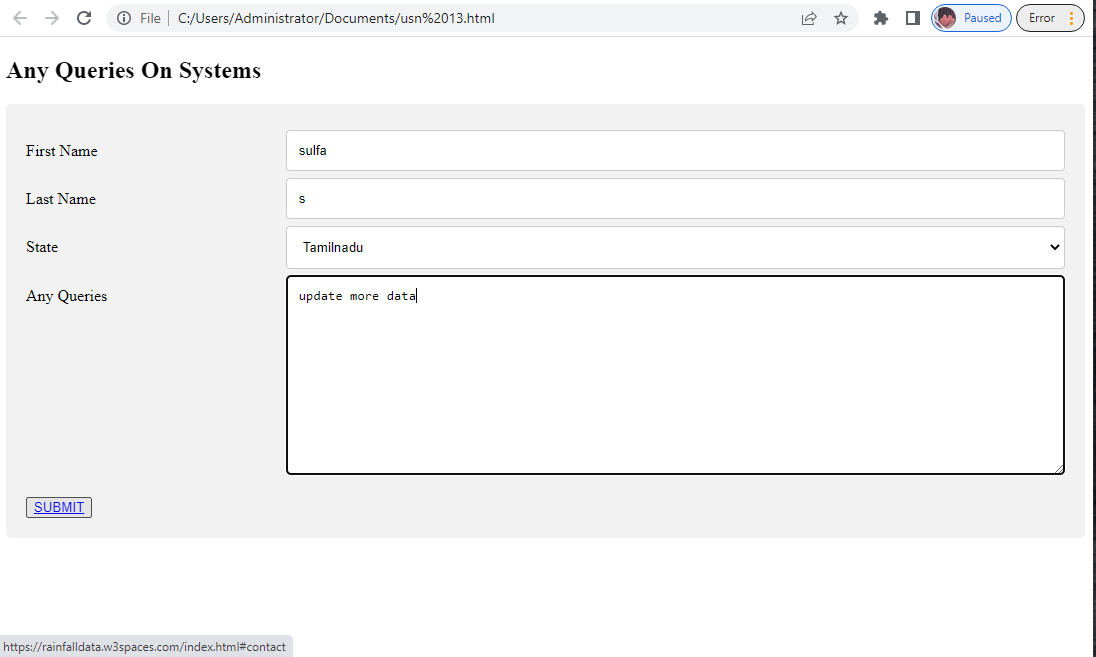 File C:/Users/Administrator/Documents/usn%2013.html Paused Error
Any Queries On Systems
First Name sulfa
Last Name s
State Tamilnadu
Any Queries update more data
SUBMIT
https://rainfalldata.w3spaces.com/index.html#contact